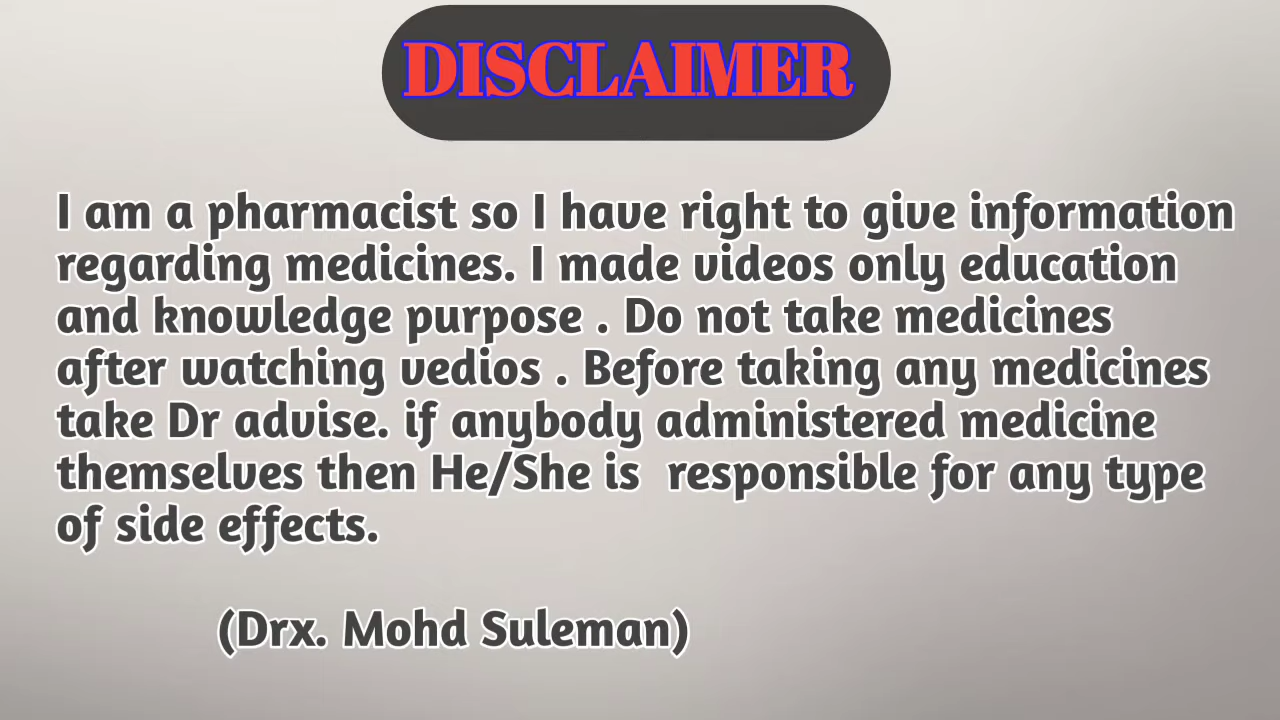 DISCLAIMER
I am a pharmacist so I have right to give information
regarding medicines. I made videos only education
and knowledge purpose . Do not take medicines
after watching vedios . Before taking any medicines
take Dr advise. if anybody administered medicine
themselves then He/She is  responsible for any type
of side effects.
(Drx. Mohd Suleman)